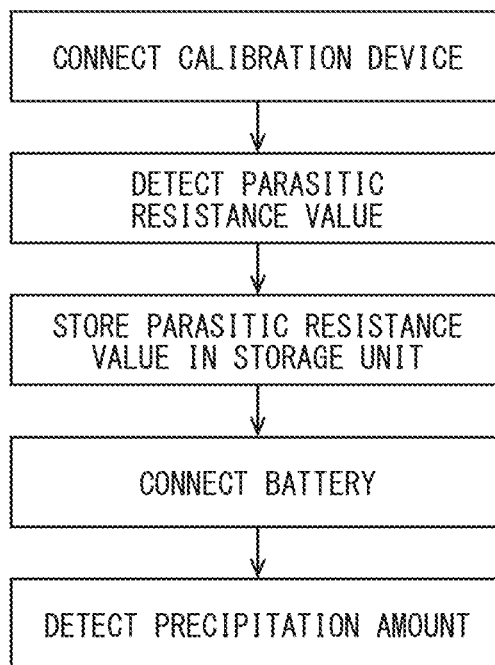 CONNECT CALIBRATION DEVICE
DETECT PARASITIC
RESISTANCE VALUE
STORE PARASITIC RESISTANCE
VALUE IN STORAGE UNIT
CONNECT BATTERY
DETECT PRECIPITATION AMOUNT